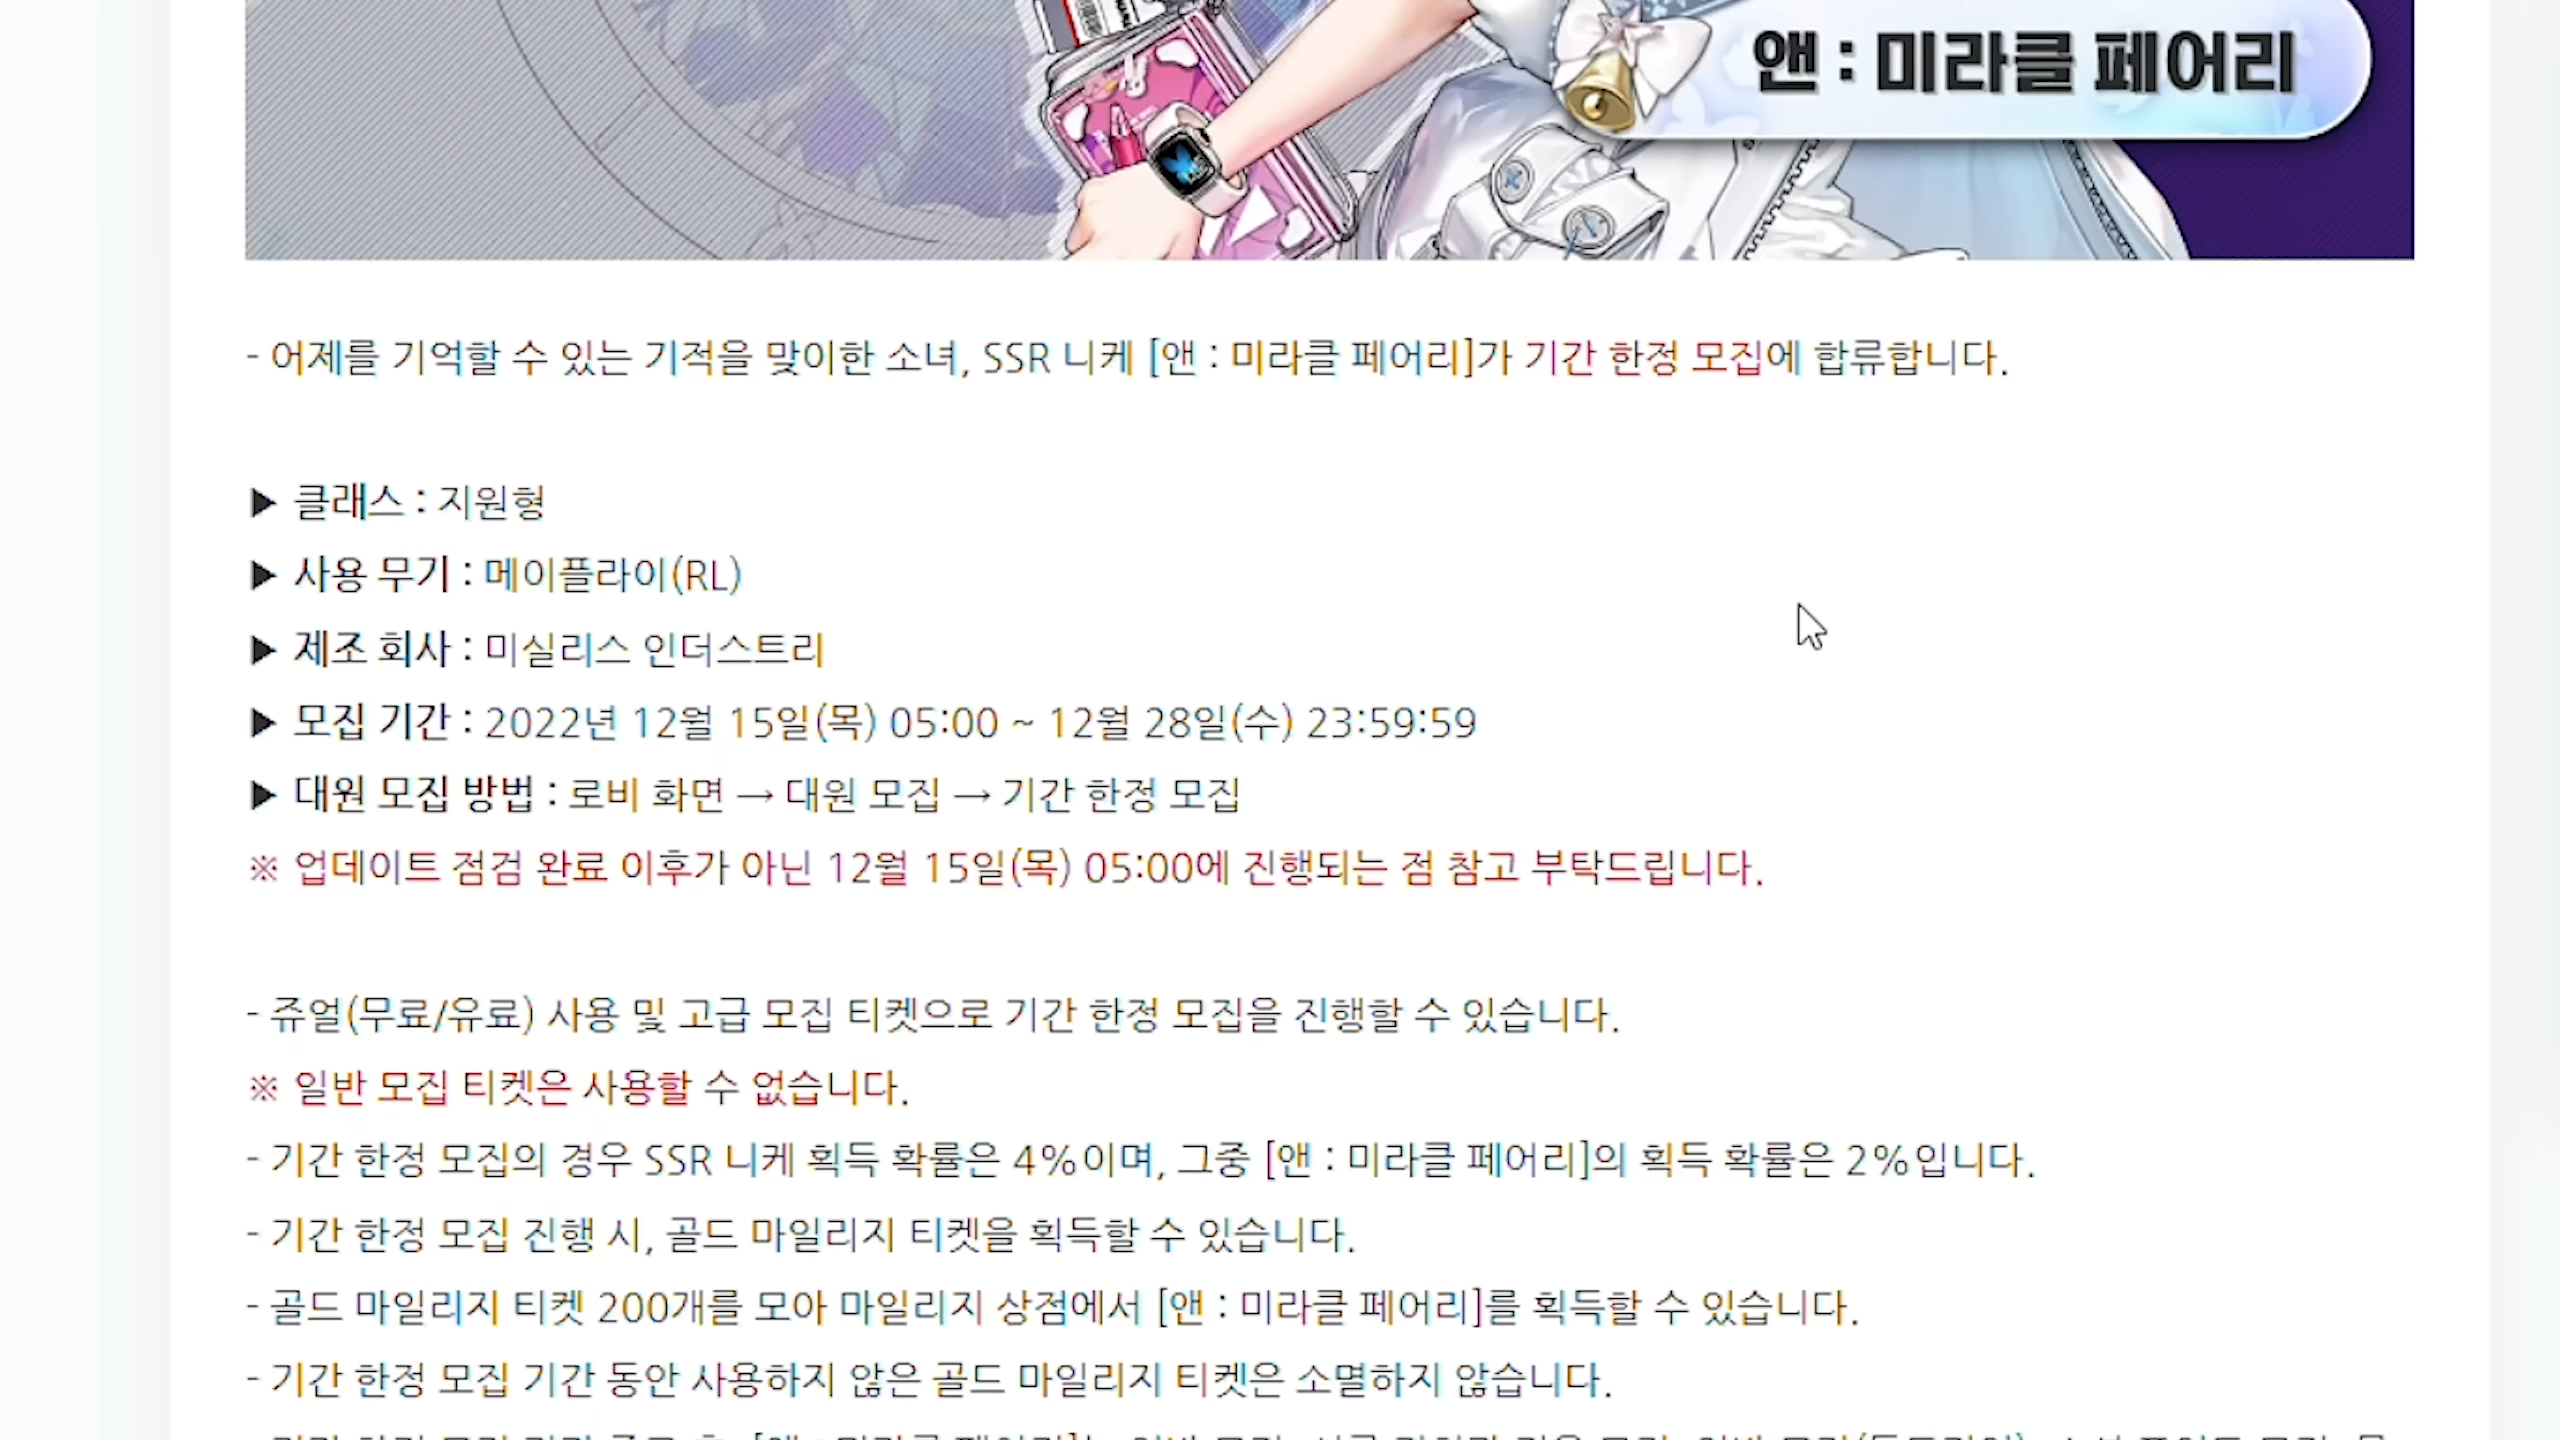 앤 : 미라클 페어리
- 어제를 기억할 수 있는 기적을 맞이한 소녀, SSR 니케 [앤 : 미라클 페어리]가 기간 한정 모집에 합류합니다.
▶ 클래스 : 지원형
▶ 사용 무기 : 메이플라이(RL)
▶ 제조 회사 : 미실리스 인더스트리
▶ 모집 기간 : 2022년 12월 15일(목) 05:00 ~ 12월 28일(수) 23:59:59
▶ 대원 모집 방법 : 로비 화면 → 대원 모집 → 기간 한정 모집
※ 업데이트 점검 완료 이후가 아닌 12월 15일(목) 05:00에 진행되는 점 참고 부탁드립니다.
- 쥬얼(무료/유료) 사용 및 고급 모집 티켓으로 기간 한정 모집을 진행할 수 있습니다.
※ 일반 모집 티켓은 사용할 수 없습니다.
- 기간 한정 모집의 경우 SSR 니케 획득 확률은 4%이며, 그중 [앤 : 미라클 페어리]의 획득 확률은 2%입니다.
- 기간 한정 모집 진행 시, 골드 마일리지 티켓을 획득할 수 있습니다.
- 골드 마일리지 티켓 200개를 모아 마일리지 상점에서 [앤 : 미라클 페어리]를 획득할 수 있습니다.
- 기간 한정 모집 기간 동안 사용하지 않은 골드 마일리지 티켓은 소멸하지 않습니다.